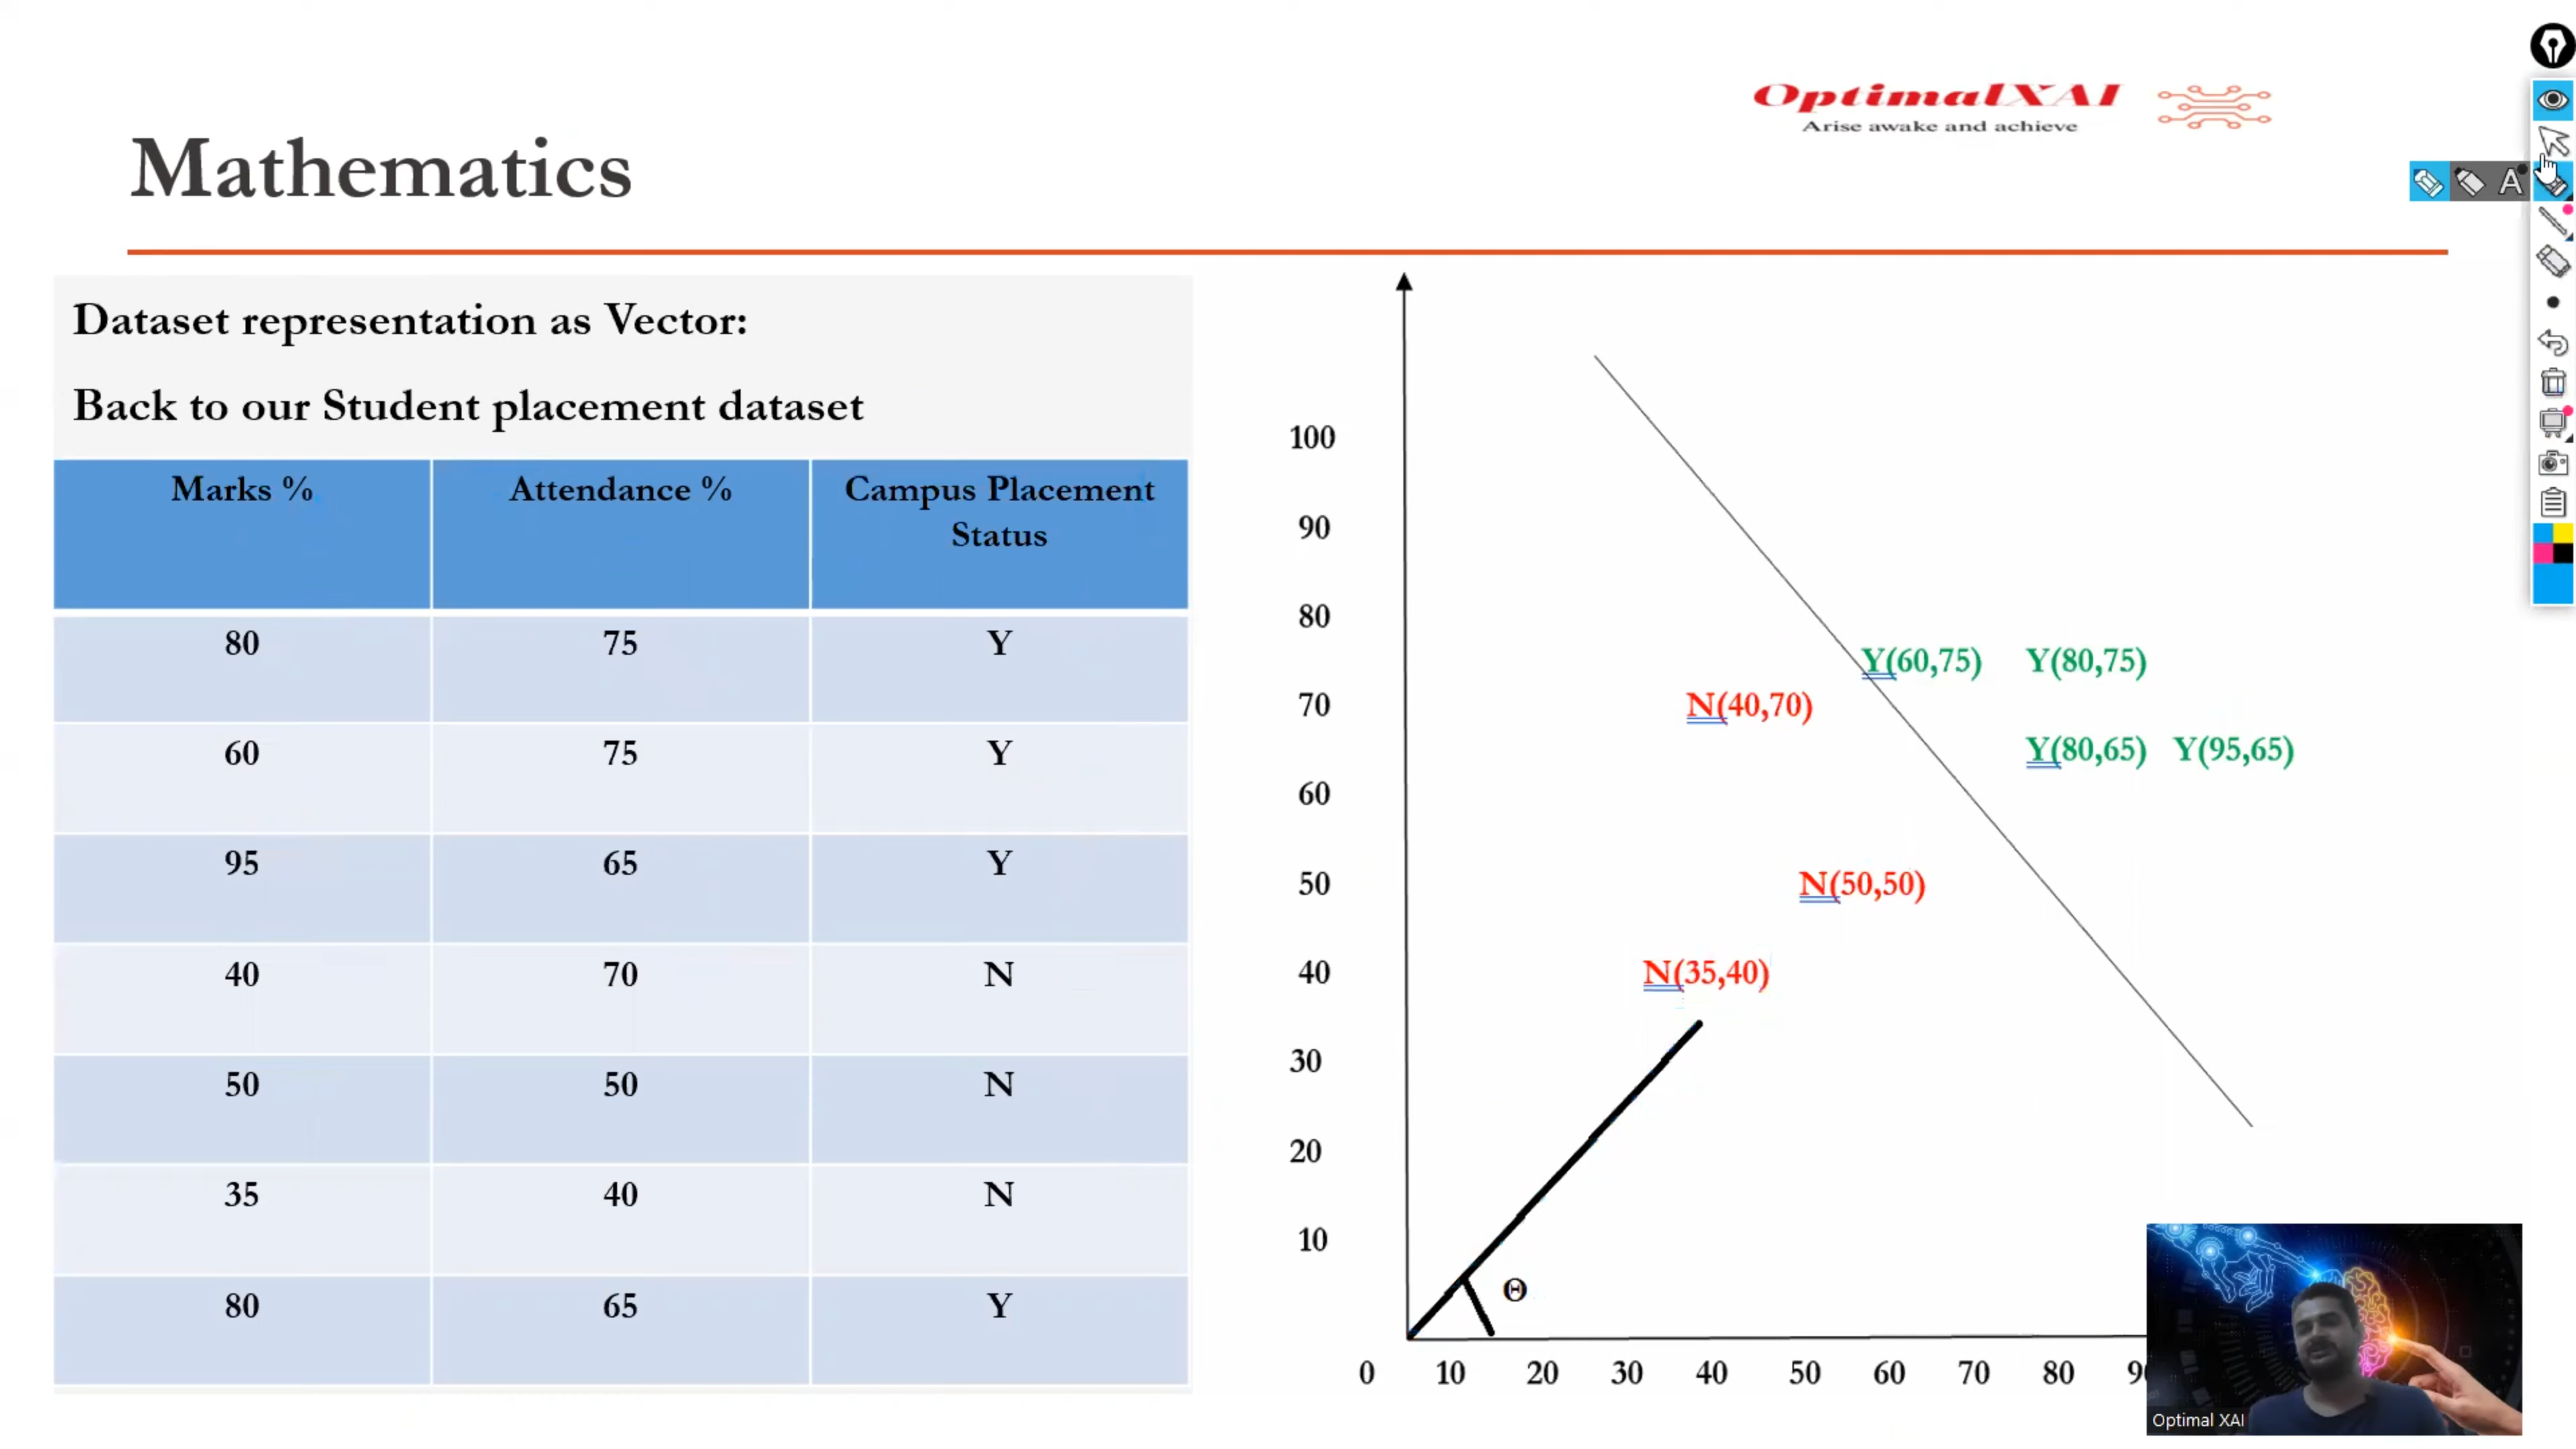 OptimalXAI
Arise awake and achieve
Mathematics
A
Dataset representation as Vector:
Back to our Student placement dataset
Marks % Attendance % Campus Placement Status
80 75 Y
60 75 Y
95 65 Y
40 70 N
50 50 N
35 40 N
80 65 Y
100
90
80
70
60
50
40
30
20
10
Y(60,75) Y(80,75)
N(40,70)
Y(80,65) Y(95,65)
N(50,50)
N(35,40)
Θ
0 10 20 30 40 50 60 70 80
Optimal XAI